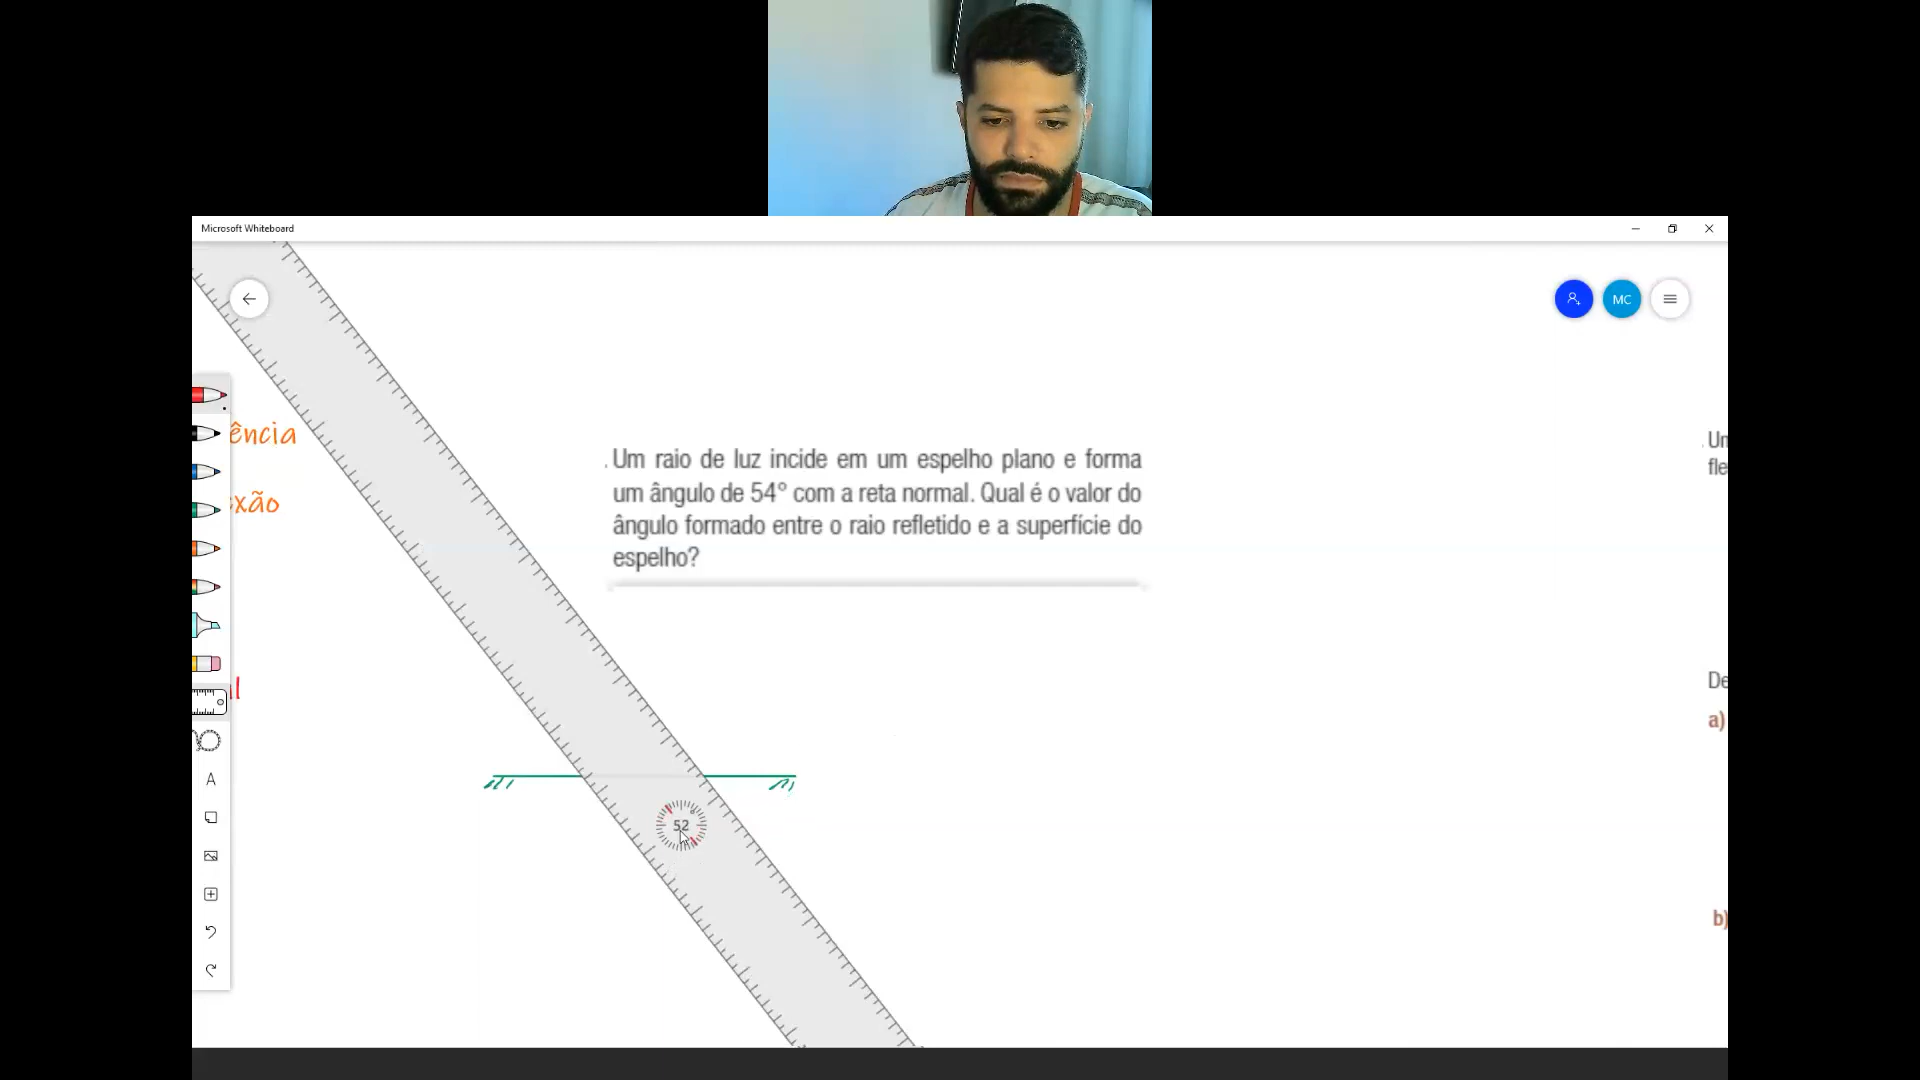 Microsoft Whiteboard
MC
ência
xão
. Um raio de luz incide em um espelho plano e forma
um ângulo de 54° com a reta normal. Qual é o valor do
ângulo formado entre o raio refletido e a superfície do
espelho?
. Un
fle
De
a)
b)
52
A